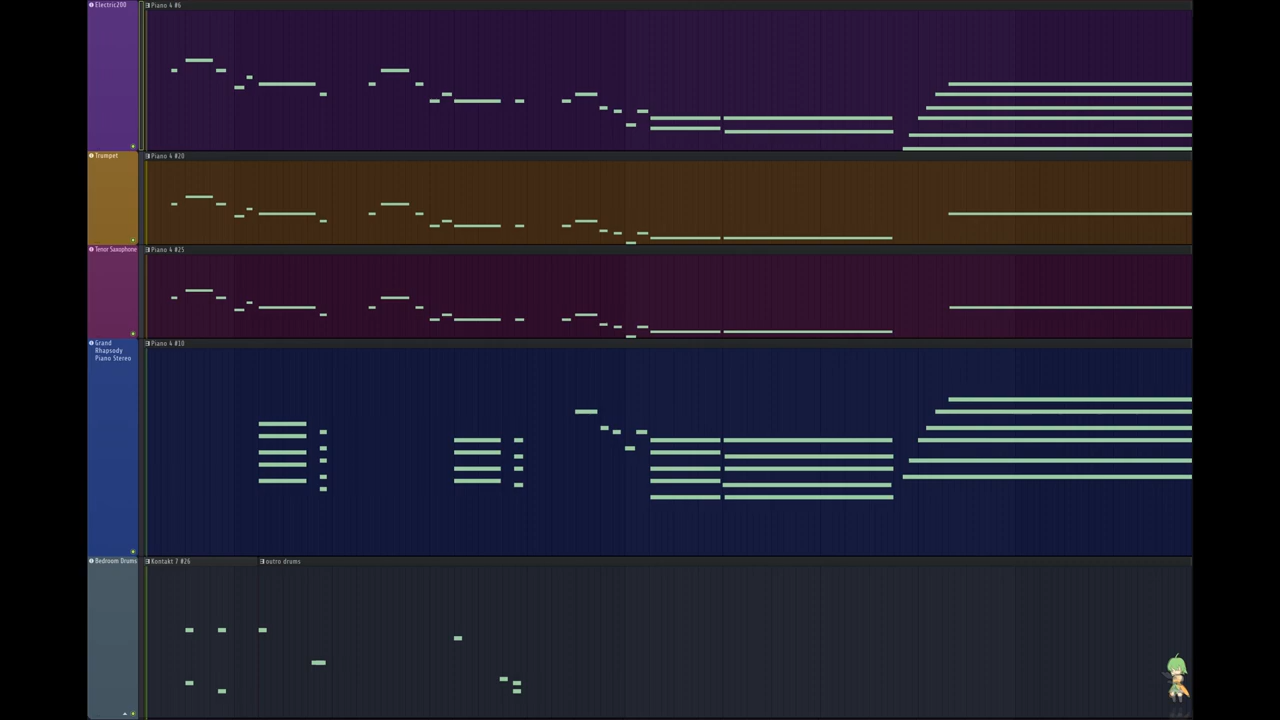 Electric200
Piano 4 #6
Trumpet
Piano 4 #20
Tenor Saxophone
Piano 4 #25
Grand
Rhapsody
Piano Stereo
Piano 4 #10
Bedroom Drums
Kontakt 7 #26
outro drums